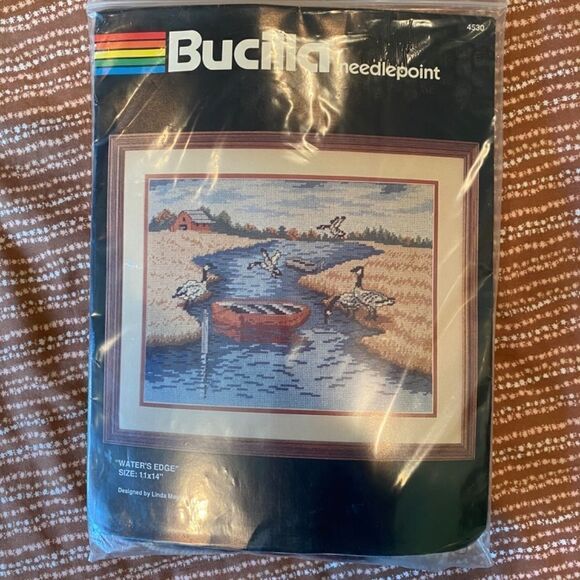 4530
Bucilla
needlepoint
"WATER'S EDGE"
SIZE: 11x14"
Designed by Linda